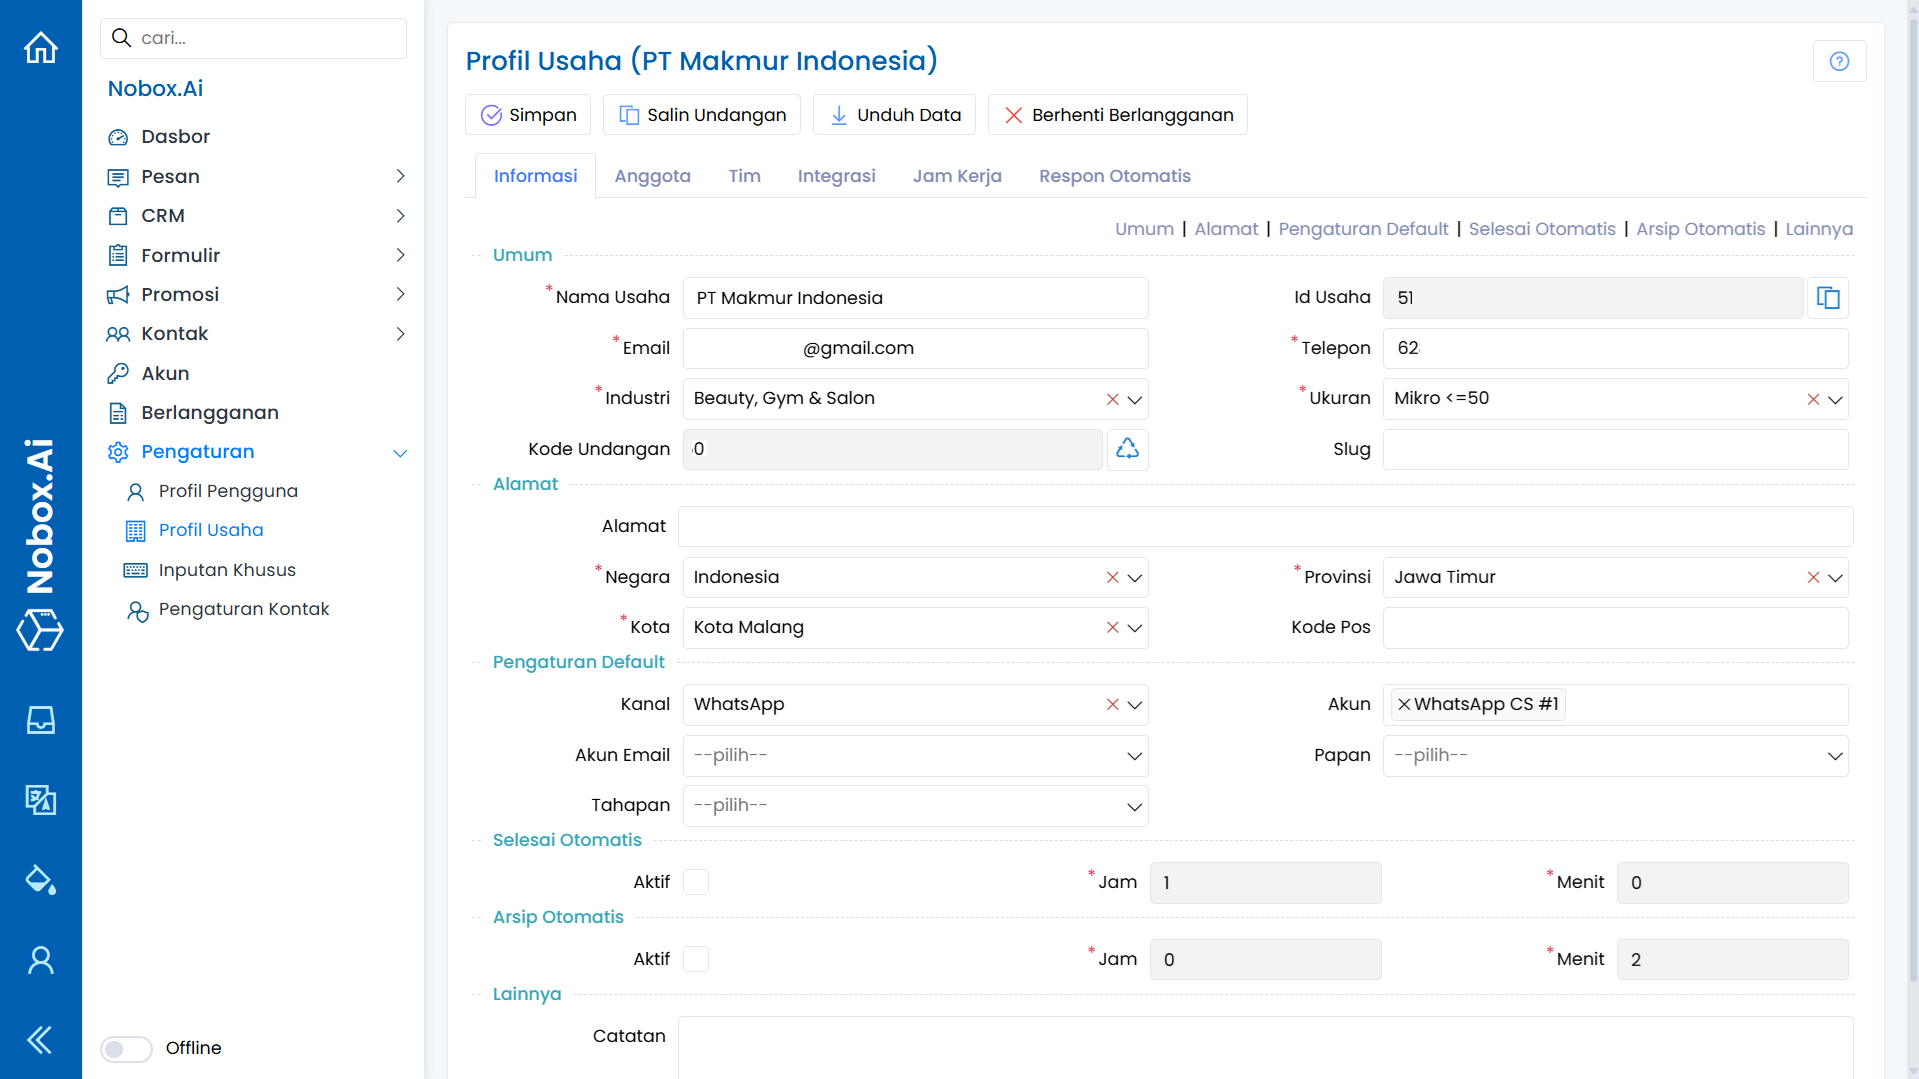 cari...
Nobox.Ai
Dasbor
Pesan
CRM
Formulir
Promosi
Kontak
Akun
Berlangganan
Pengaturan
Profil Pengguna
Profil Usaha
Inputan Khusus
Pengaturan Kontak
Offline
Nobox.Ai
Profil Usaha (PT Makmur Indonesia)
Simpan
Salin Undangan
Unduh Data
Berhenti Berlangganan
Informasi
Anggota
Tim
Integrasi
Jam Kerja
Respon Otomatis
Umum | Alamat | Pengaturan Default | Selesai Otomatis | Arsip Otomatis | Lainnya
Umum
*Nama Usaha PT Makmur Indonesia
Id Usaha 51
*Email @gmail.com
*Telepon 62
*Industri Beauty, Gym & Salon
*Ukuran Mikro <=50
Kode Undangan 0
Slug
Alamat
Alamat
*Negara Indonesia
*Provinsi Jawa Timur
*Kota Kota Malang
Kode Pos
Pengaturan Default
Kanal WhatsApp
Akun WhatsApp CS #1
Akun Email --pilih--
Papan --pilih--
Tahapan --pilih--
Selesai Otomatis
Aktif
*Jam 1
*Menit 0
Arsip Otomatis
Aktif
*Jam 0
*Menit 2
Lainnya
Catatan